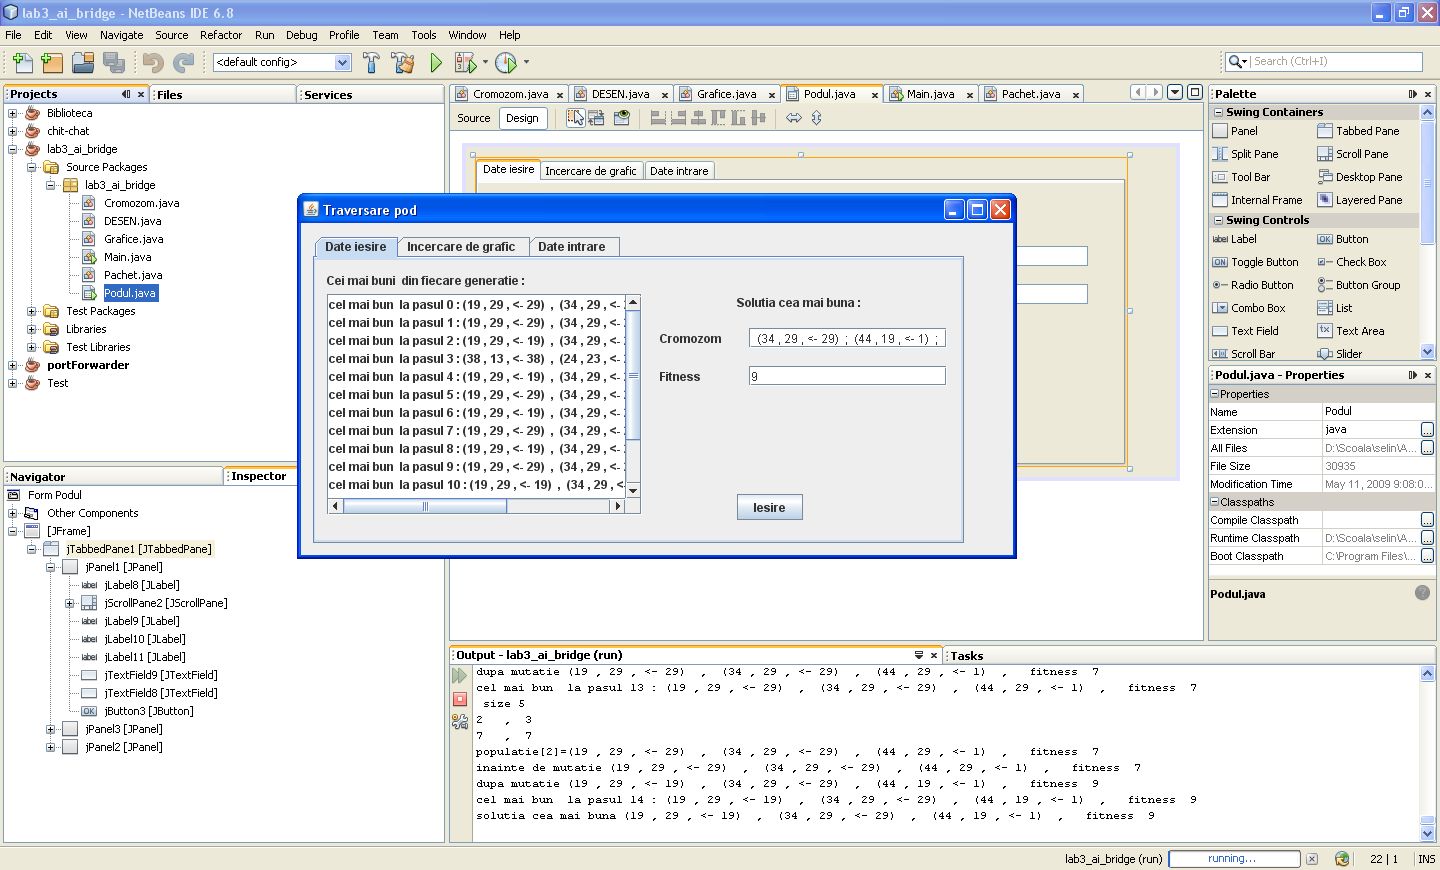 lab3_ai_bridge - NetBeans IDE 6.8
File Edit View Navigate Source Refactor Run Debug Profile Team Tools Window Help
<default config>
Search (Ctrl+I)
Projects
Files
Services
Biblioteca
chit-chat
lab3_ai_bridge
Source Packages
lab3_ai_bridge
Cromozom.java
DESEN.java
Grafice.java
Main.java
Pachet.java
Podul.java
Test Packages
Libraries
Test Libraries
portForwarder
Test
Navigator
Inspector
Form Podul
Other Components
[JFrame]
jTabbedPane1 [JTabbedPane]
jPanel1 [JPanel]
jLabel8 [JLabel]
jScrollPane2 [JScrollPane]
jLabel9 [JLabel]
jLabel10 [JLabel]
jLabel11 [JLabel]
jTextField9 [JTextField]
jTextField8 [JTextField]
jButton3 [JButton]
jPanel3 [JPanel]
jPanel2 [JPanel]
Cromozom.java
DESEN.java
Grafice.java
Podul.java
Main.java
Pachet.java
Source
Design
Date iesire
Incercare de grafic
Date intrare
Traversare pod
Date iesire
Incercare de grafic
Date intrare
Cei mai buni din fiecare generatie :
cel mai bun la pasul 0 : (19 , 29 , <- 29) , (34 , 29 , <-
cel mai bun la pasul 1 : (19 , 29 , <- 29) , (34 , 29 , <-
cel mai bun la pasul 2 : (19 , 29 , <- 19) , (34 , 29 , <-
cel mai bun la pasul 3 : (38 , 13 , <- 38) , (24 , 23 , <-
cel mai bun la pasul 4 : (19 , 29 , <- 19) , (34 , 29 , <-
cel mai bun la pasul 5 : (19 , 29 , <- 29) , (34 , 29 , <-
cel mai bun la pasul 6 : (19 , 29 , <- 19) , (34 , 29 , <-
cel mai bun la pasul 7 : (19 , 29 , <- 29) , (34 , 29 , <-
cel mai bun la pasul 8 : (19 , 29 , <- 19) , (34 , 29 , <-
cel mai bun la pasul 9 : (19 , 29 , <- 29) , (34 , 29 , <-
cel mai bun la pasul 10 : (19 , 29 , <- 19) , (34 , 29 , <-
Solutia cea mai buna :
Cromozom
(34 , 29 , <- 29) ; (44 , 19 , <- 1) ;
Fitness
9
Iesire
Palette
Swing Containers
Panel
Tabbed Pane
Split Pane
Scroll Pane
Tool Bar
Desktop Pane
Internal Frame
Layered Pane
Swing Controls
Label
Button
Toggle Button
Check Box
Radio Button
Button Group
Combo Box
List
Text Field
Text Area
Scroll Bar
Slider
Podul.java - Properties
Properties
Name Podul
Extension java
All Files D:\Scoala\selin\A...
File Size 30935
Modification Time May 11, 2009 9:08:0...
Classpaths
Compile Classpath
Runtime Classpath D:\Scoala\selin\A...
Boot Classpath C:\Program Files\...
Podul.java
Output - lab3_ai_bridge (run)
Tasks
dupa mutatie (19 , 29 , <- 29) , (34 , 29 , <- 29) , (44 , 29 , <- 1) , fitness 7
cel mai bun la pasul 13 : (19 , 29 , <- 29) , (34 , 29 , <- 29) , (44 , 29 , <- 1) , fitness 7
size 5
2 , 3
7 , 7
populatie[2]=(19 , 29 , <- 29) , (34 , 29 , <- 29) , (44 , 29 , <- 1) , fitness 7
inainte de mutatie (19 , 29 , <- 29) , (34 , 29 , <- 29) , (44 , 29 , <- 1) , fitness 7
dupa mutatie (19 , 29 , <- 19) , (34 , 29 , <- 29) , (44 , 19 , <- 1) , fitness 9
cel mai bun la pasul 14 : (19 , 29 , <- 19) , (34 , 29 , <- 29) , (44 , 19 , <- 1) , fitness 9
solutia cea mai buna (19 , 29 , <- 19) , (34 , 29 , <- 29) , (44 , 19 , <- 1) , fitness 9
lab3_ai_bridge (run)
running...
22 | 1
INS